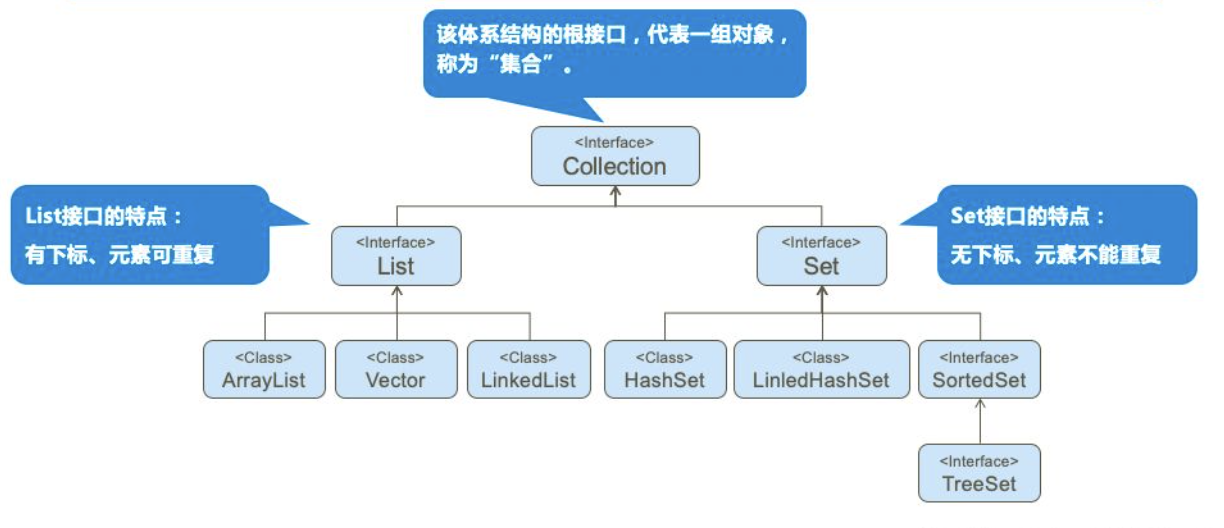 该体系结构的根接口，代表一组对象，
称为“集合”。
<Interface>
Collection
List接口的特点：
有下标、元素可重复
<Interface>
List
<Interface>
Set
Set接口的特点：
无下标、元素不能重复
<Class>
ArrayList
<Class>
Vector
<Class>
LinkedList
<Class>
HashSet
<Class>
LinledHashSet
<Interface>
SortedSet
<Interface>
TreeSet